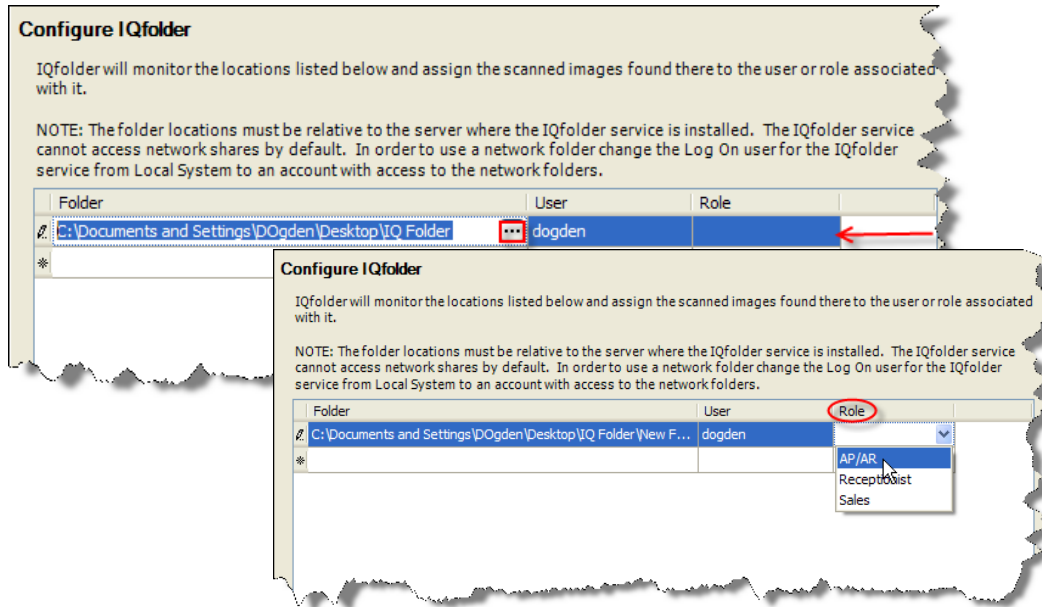 Configure IQfolder
IQfolder will monitor the locations listed below and assign the scanned images found there to the user or role associated
with it.
NOTE: The folder locations must be relative to the server where the IQfolder service is installed. The IQfolder service
cannot access network shares by default. In order to use a network folder change the Log On user for the IQfolder
service from Local System to an account with access to the network folders.
Folder User Role
C:\Documents and Settings\DOgden\Desktop\IQ Folder ... dogden
Configure IQfolder
IQfolder will monitor the locations listed below and assign the scanned images found there to the user or role associated
with it.
NOTE: The folder locations must be relative to the server where the IQfolder service is installed. The IQfolder service
cannot access network shares by default. In order to use a network folder change the Log On user for the IQfolder
service from Local System to an account with access to the network folders.
Folder User Role
C:\Documents and Settings\DOgden\Desktop\IQ Folder\New F... dogden
AP/AR
Receptionist
Sales